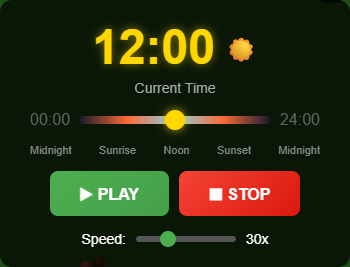 12:00
Current Time
00:00 24:00
Midnight Sunrise Noon Sunset Midnight
PLAY STOP
Speed: 30x